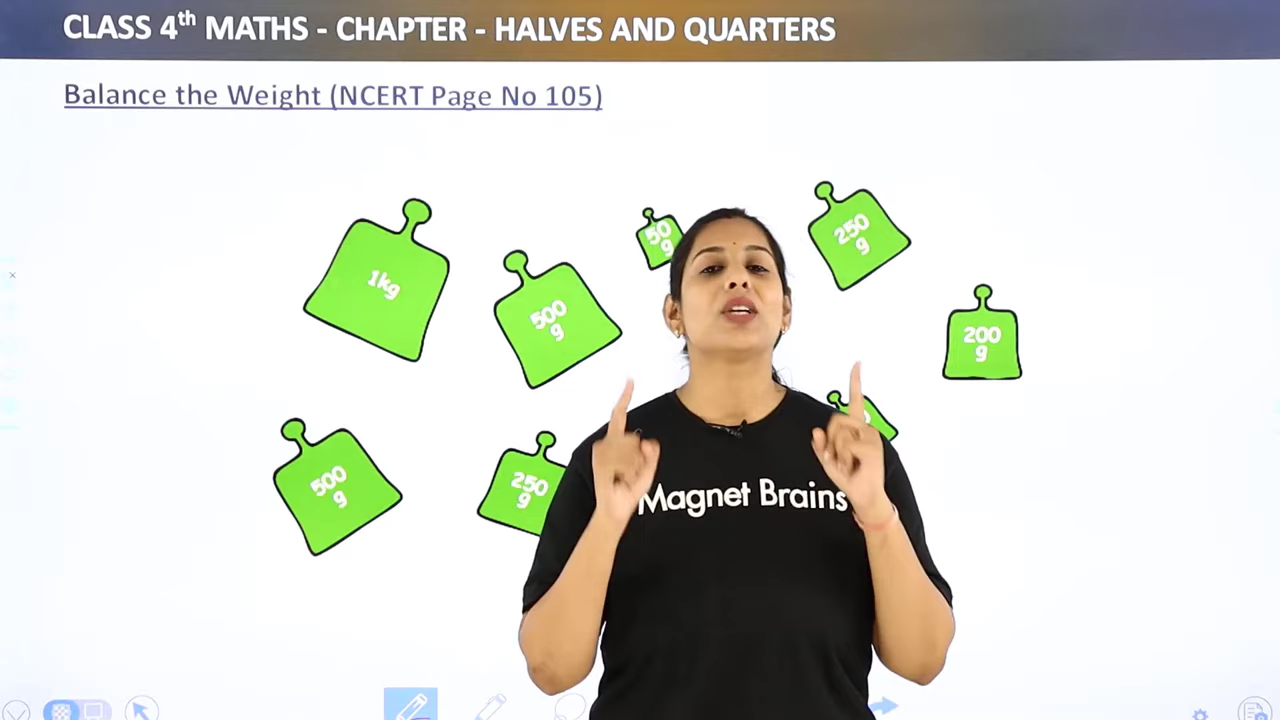 CLASS 4th MATHS - CHAPTER - HALVES AND QUARTERS
Balance the Weight (NCERT Page No 105)
1kg
500
g
50
g
250
g
200
g
500
g
250
g
Magnet Brains